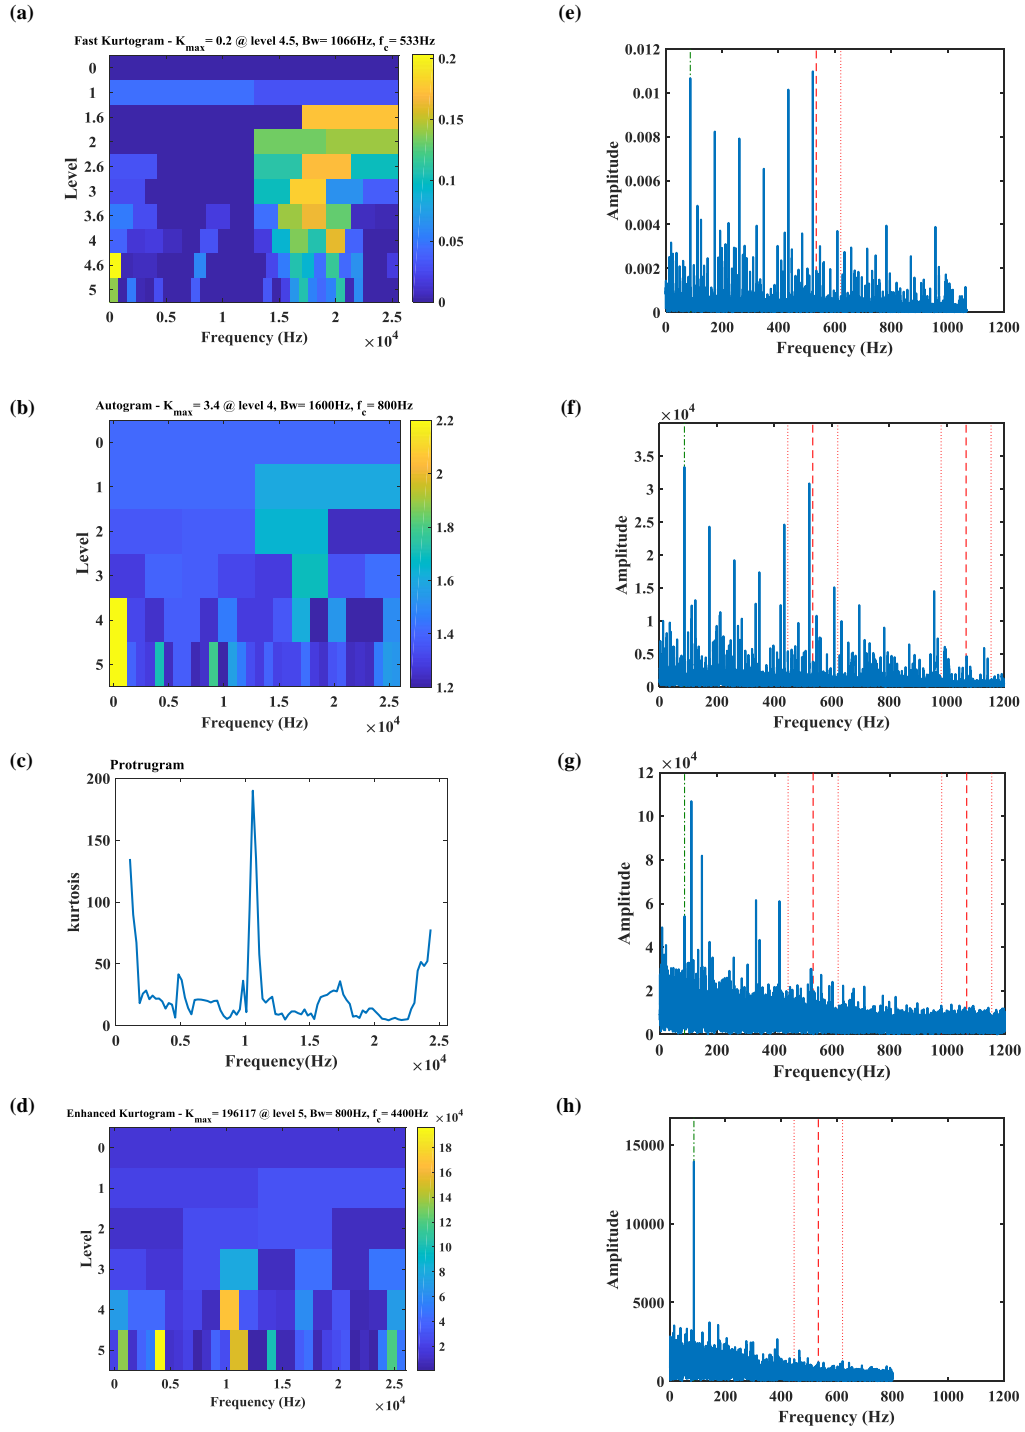 (a)
Fast Kurtogram - Kmax= 0.2 @ level 4.5, Bw= 1066Hz, fc= 533Hz
0
1
1.6
2
2.6
3
3.6
4
4.6
5
Level
0 0.5 1 1.5 2 2.5
Frequency (Hz)
×10^4
0.2
0.15
0.1
0.05
0
(e)
0.012
0.01
0.008
0.006
0.004
0.002
0
Amplitude
0 200 400 600 800 1000 1200
Frequency (Hz)
(b)
Autogram - Kmax= 3.4 @ level 4, Bw= 1600Hz, fc= 800Hz
0
1
2
3
4
5
Level
0 0.5 1 1.5 2 2.5
Frequency (Hz)
×10^4
2.2
2
1.8
1.6
1.4
1.2
(f)
×10^4
3.5
3
2.5
2
1.5
1
0.5
0
Amplitude
0 200 400 600 800 1000 1200
Frequency (Hz)
(c)
Protrugram
200
150
100
50
0
kurtosis
0 0.5 1 1.5 2 2.5
Frequency(Hz)
×10^4
(g)
×10^4
12
10
8
6
4
2
0
Amplitude
0 200 400 600 800 1000 1200
Frequency(Hz)
(d)
Enhanced Kurtogram - Kmax= 196117 @ level 5, Bw= 800Hz, fc= 4400Hz
×10^4
0
1
2
3
4
5
Level
0 0.5 1 1.5 2 2.5
Frequency (Hz)
×10^4
18
16
14
12
10
8
6
4
2
(h)
15000
10000
5000
0
Amplitude
0 200 400 600 800 1000 1200
Frequency (Hz)